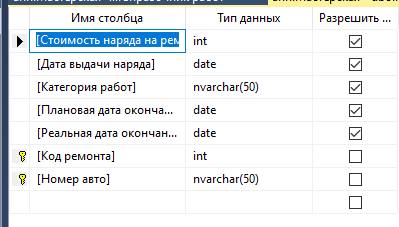 Имя столбца Тип данных Разрешить ...
[Стоимость наряда на рем int
[Дата выдачи наряда] date
[Категория работ] nvarchar(50)
[Плановая дата оконча... date
[Реальная дата окончан... date
[Код ремонта] int
[Номер авто] nvarchar(50)